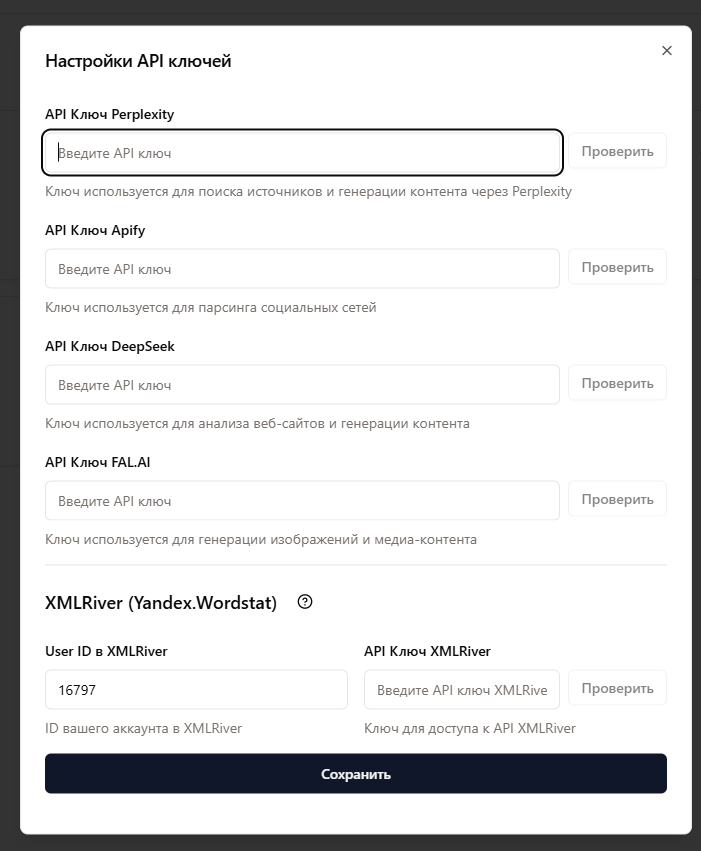 Настройки API ключей
API Ключ Perplexity
Введите API ключ
Проверить
Ключ используется для поиска источников и генерации контента через Perplexity
API Ключ Apify
Введите API ключ
Проверить
Ключ используется для парсинга социальных сетей
API Ключ DeepSeek
Введите API ключ
Проверить
Ключ используется для анализа веб-сайтов и генерации контента
API Ключ FAL.AI
Введите API ключ
Проверить
Ключ используется для генерации изображений и медиа-контента
XMLRiver (Yandex.Wordstat)
User ID в XMLRiver
API Ключ XMLRiver
16797
Введите API ключ XMLRive
Проверить
ID вашего аккаунта в XMLRiver
Ключ для доступа к API XMLRiver
Сохранить